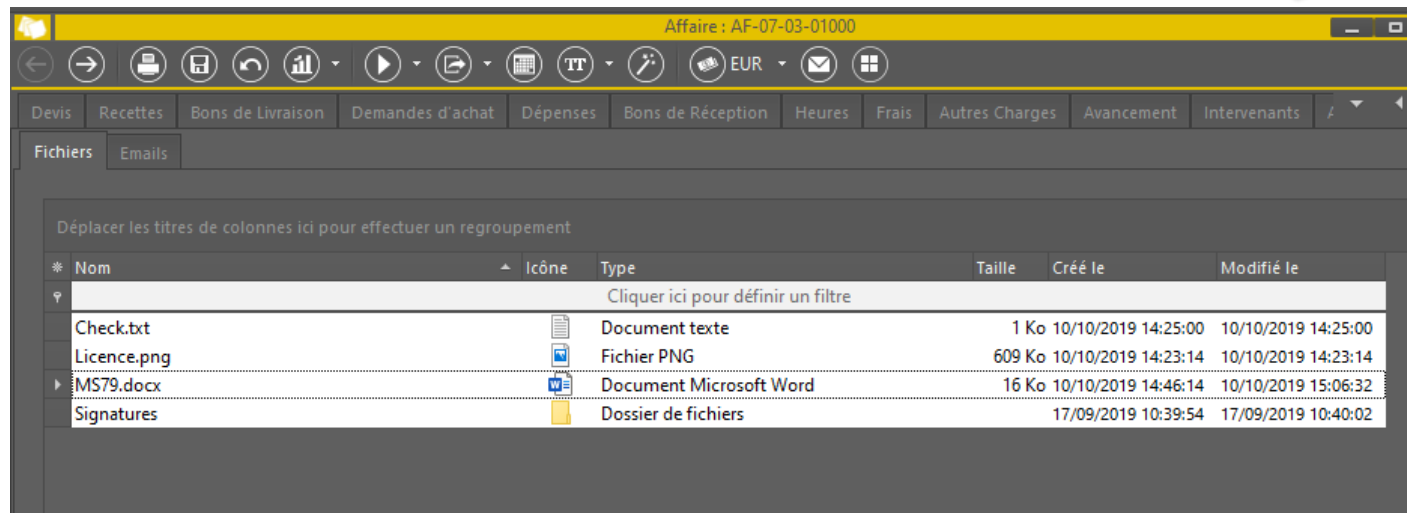 Affaire : AF-07-03-01000
TT EUR
Devis Recettes Bons de Livraison Demandes d'achat Dépenses Bons de Réception Heures Frais Autres Charges Avancement Intervenants
Fichiers Emails
Déplacer les titres de colonnes ici pour effectuer un regroupement
Nom Icône Type Taille Créé le Modifié le
Cliquer ici pour définir un filtre
Check.txt Document texte 1 Ko 10/10/2019 14:25:00 10/10/2019 14:25:00
Licence.png Fichier PNG 609 Ko 10/10/2019 14:23:14 10/10/2019 14:23:14
MS79.docx Document Microsoft Word 16 Ko 10/10/2019 14:46:14 10/10/2019 15:06:32
Signatures Dossier de fichiers 17/09/2019 10:39:54 17/09/2019 10:40:02